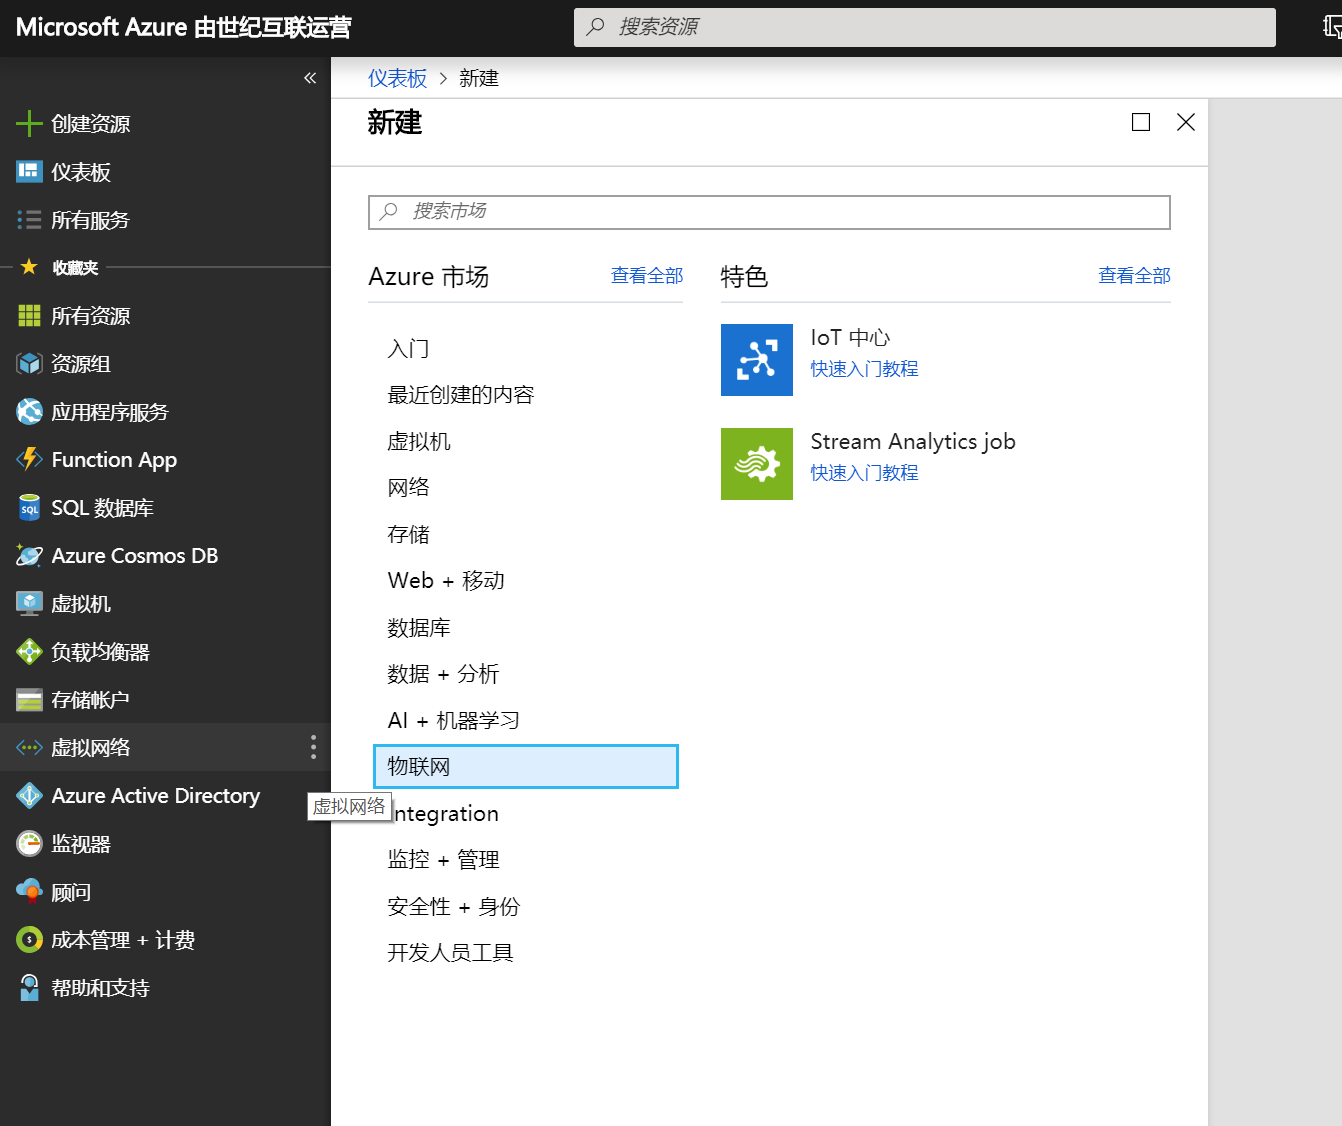 Microsoft Azure 由世纪互联运营
搜索资源
创建资源
仪表板
所有服务
收藏夹
所有资源
资源组
应用程序服务
Function App
SQL 数据库
Azure Cosmos DB
虚拟机
负载均衡器
存储帐户
虚拟网络
Azure Active Directory
监视器
顾问
成本管理 + 计费
帮助和支持
虚拟网络
仪表板 > 新建
新建
搜索市场
Azure 市场 查看全部
入门
最近创建的内容
虚拟机
网络
存储
Web + 移动
数据库
数据 + 分析
AI + 机器学习
物联网
Integration
监控 + 管理
安全性 + 身份
开发人员工具
特色 查看全部
IoT 中心
快速入门教程
Stream Analytics job
快速入门教程